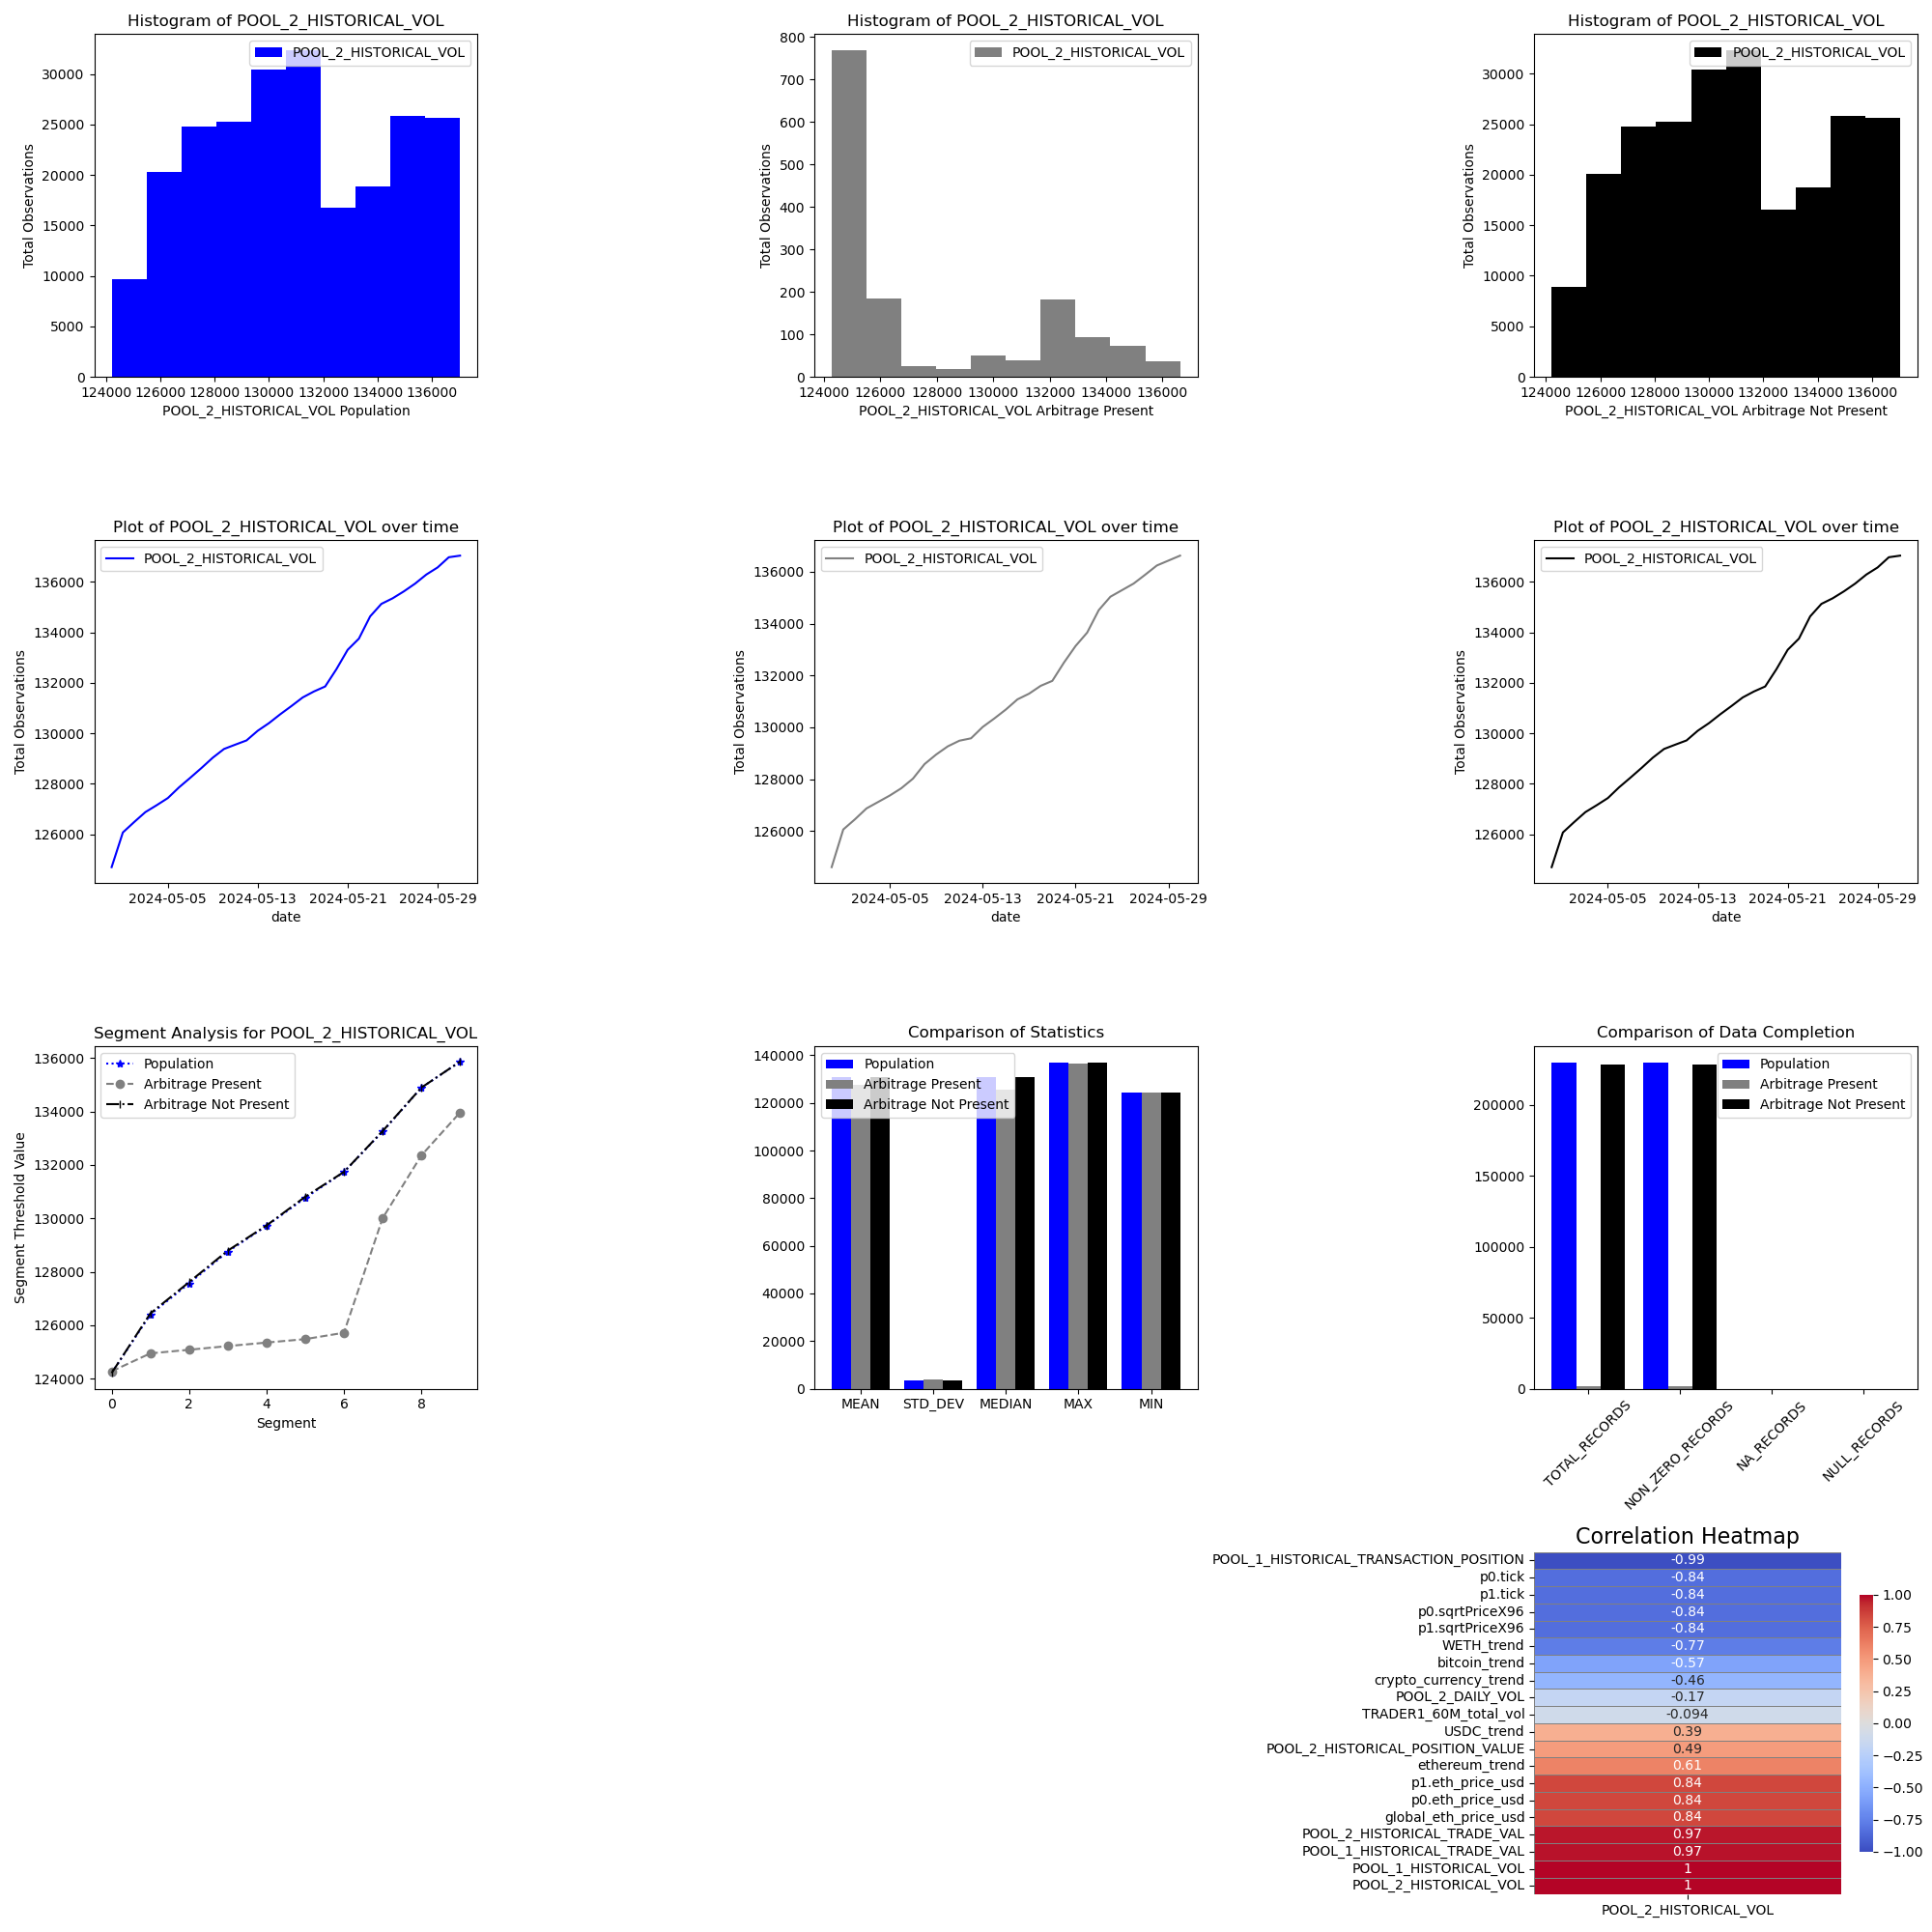 Histogram of POOL_2_HISTORICAL_VOL
POOL_2_HISTORICAL_VOL
Total Observations
30000
25000
20000
15000
10000
5000
0
124000 126000 128000 130000 132000 134000 136000
POOL_2_HISTORICAL_VOL Population
Histogram of POOL_2_HISTORICAL_VOL
POOL_2_HISTORICAL_VOL
Total Observations
800
700
600
500
400
300
200
100
0
124000 126000 128000 130000 132000 134000 136000
POOL_2_HISTORICAL_VOL Arbitrage Present
Histogram of POOL_2_HISTORICAL_VOL
POOL_2_HISTORICAL_VOL
Total Observations
30000
25000
20000
15000
10000
5000
0
124000 126000 128000 130000 132000 134000 136000
POOL_2_HISTORICAL_VOL Arbitrage Not Present
Plot of POOL_2_HISTORICAL_VOL over time
POOL_2_HISTORICAL_VOL
Total Observations
136000
134000
132000
130000
128000
126000
2024-05-05 2024-05-13 2024-05-21 2024-05-29
date
Plot of POOL_2_HISTORICAL_VOL over time
POOL_2_HISTORICAL_VOL
Total Observations
136000
134000
132000
130000
128000
126000
2024-05-05 2024-05-13 2024-05-21 2024-05-29
date
Plot of POOL_2_HISTORICAL_VOL over time
POOL_2_HISTORICAL_VOL
Total Observations
136000
134000
132000
130000
128000
126000
2024-05-05 2024-05-13 2024-05-21 2024-05-29
date
Segment Analysis for POOL_2_HISTORICAL_VOL
Population
Arbitrage Present
Arbitrage Not Present
Segment Threshold Value
136000
134000
132000
130000
128000
126000
124000
0 2 4 6 8
Segment
Comparison of Statistics
Population
Arbitrage Present
Arbitrage Not Present
140000
120000
100000
80000
60000
40000
20000
0
MEAN STD_DEV MEDIAN MAX MIN
Comparison of Data Completion
Population
Arbitrage Present
Arbitrage Not Present
200000
150000
100000
50000
0
TOTAL_RECORDS NON_ZERO_RECORDS NA_RECORDS NULL_RECORDS
Correlation Heatmap
POOL_1_HISTORICAL_TRANSACTION_POSITION -0.99
p0.tick -0.84
p1.tick -0.84
p0.sqrtPriceX96 -0.84
p1.sqrtPriceX96 -0.84
WETH_trend -0.77
bitcoin_trend -0.57
crypto_currency_trend -0.46
POOL_2_DAILY_VOL -0.17
TRADER1_60M_total_vol -0.094
USDC_trend 0.39
POOL_2_HISTORICAL_POSITION_VALUE 0.49
ethereum_trend 0.61
p1.eth_price_usd 0.84
p0.eth_price_usd 0.84
global_eth_price_usd 0.84
POOL_2_HISTORICAL_TRADE_VAL 0.97
POOL_1_HISTORICAL_TRADE_VAL 0.97
POOL_1_HISTORICAL_VOL 1
POOL_2_HISTORICAL_VOL 1
POOL_2_HISTORICAL_VOL
1.00
0.75
0.50
0.25
0.00
−0.25
−0.50
−0.75
−1.00